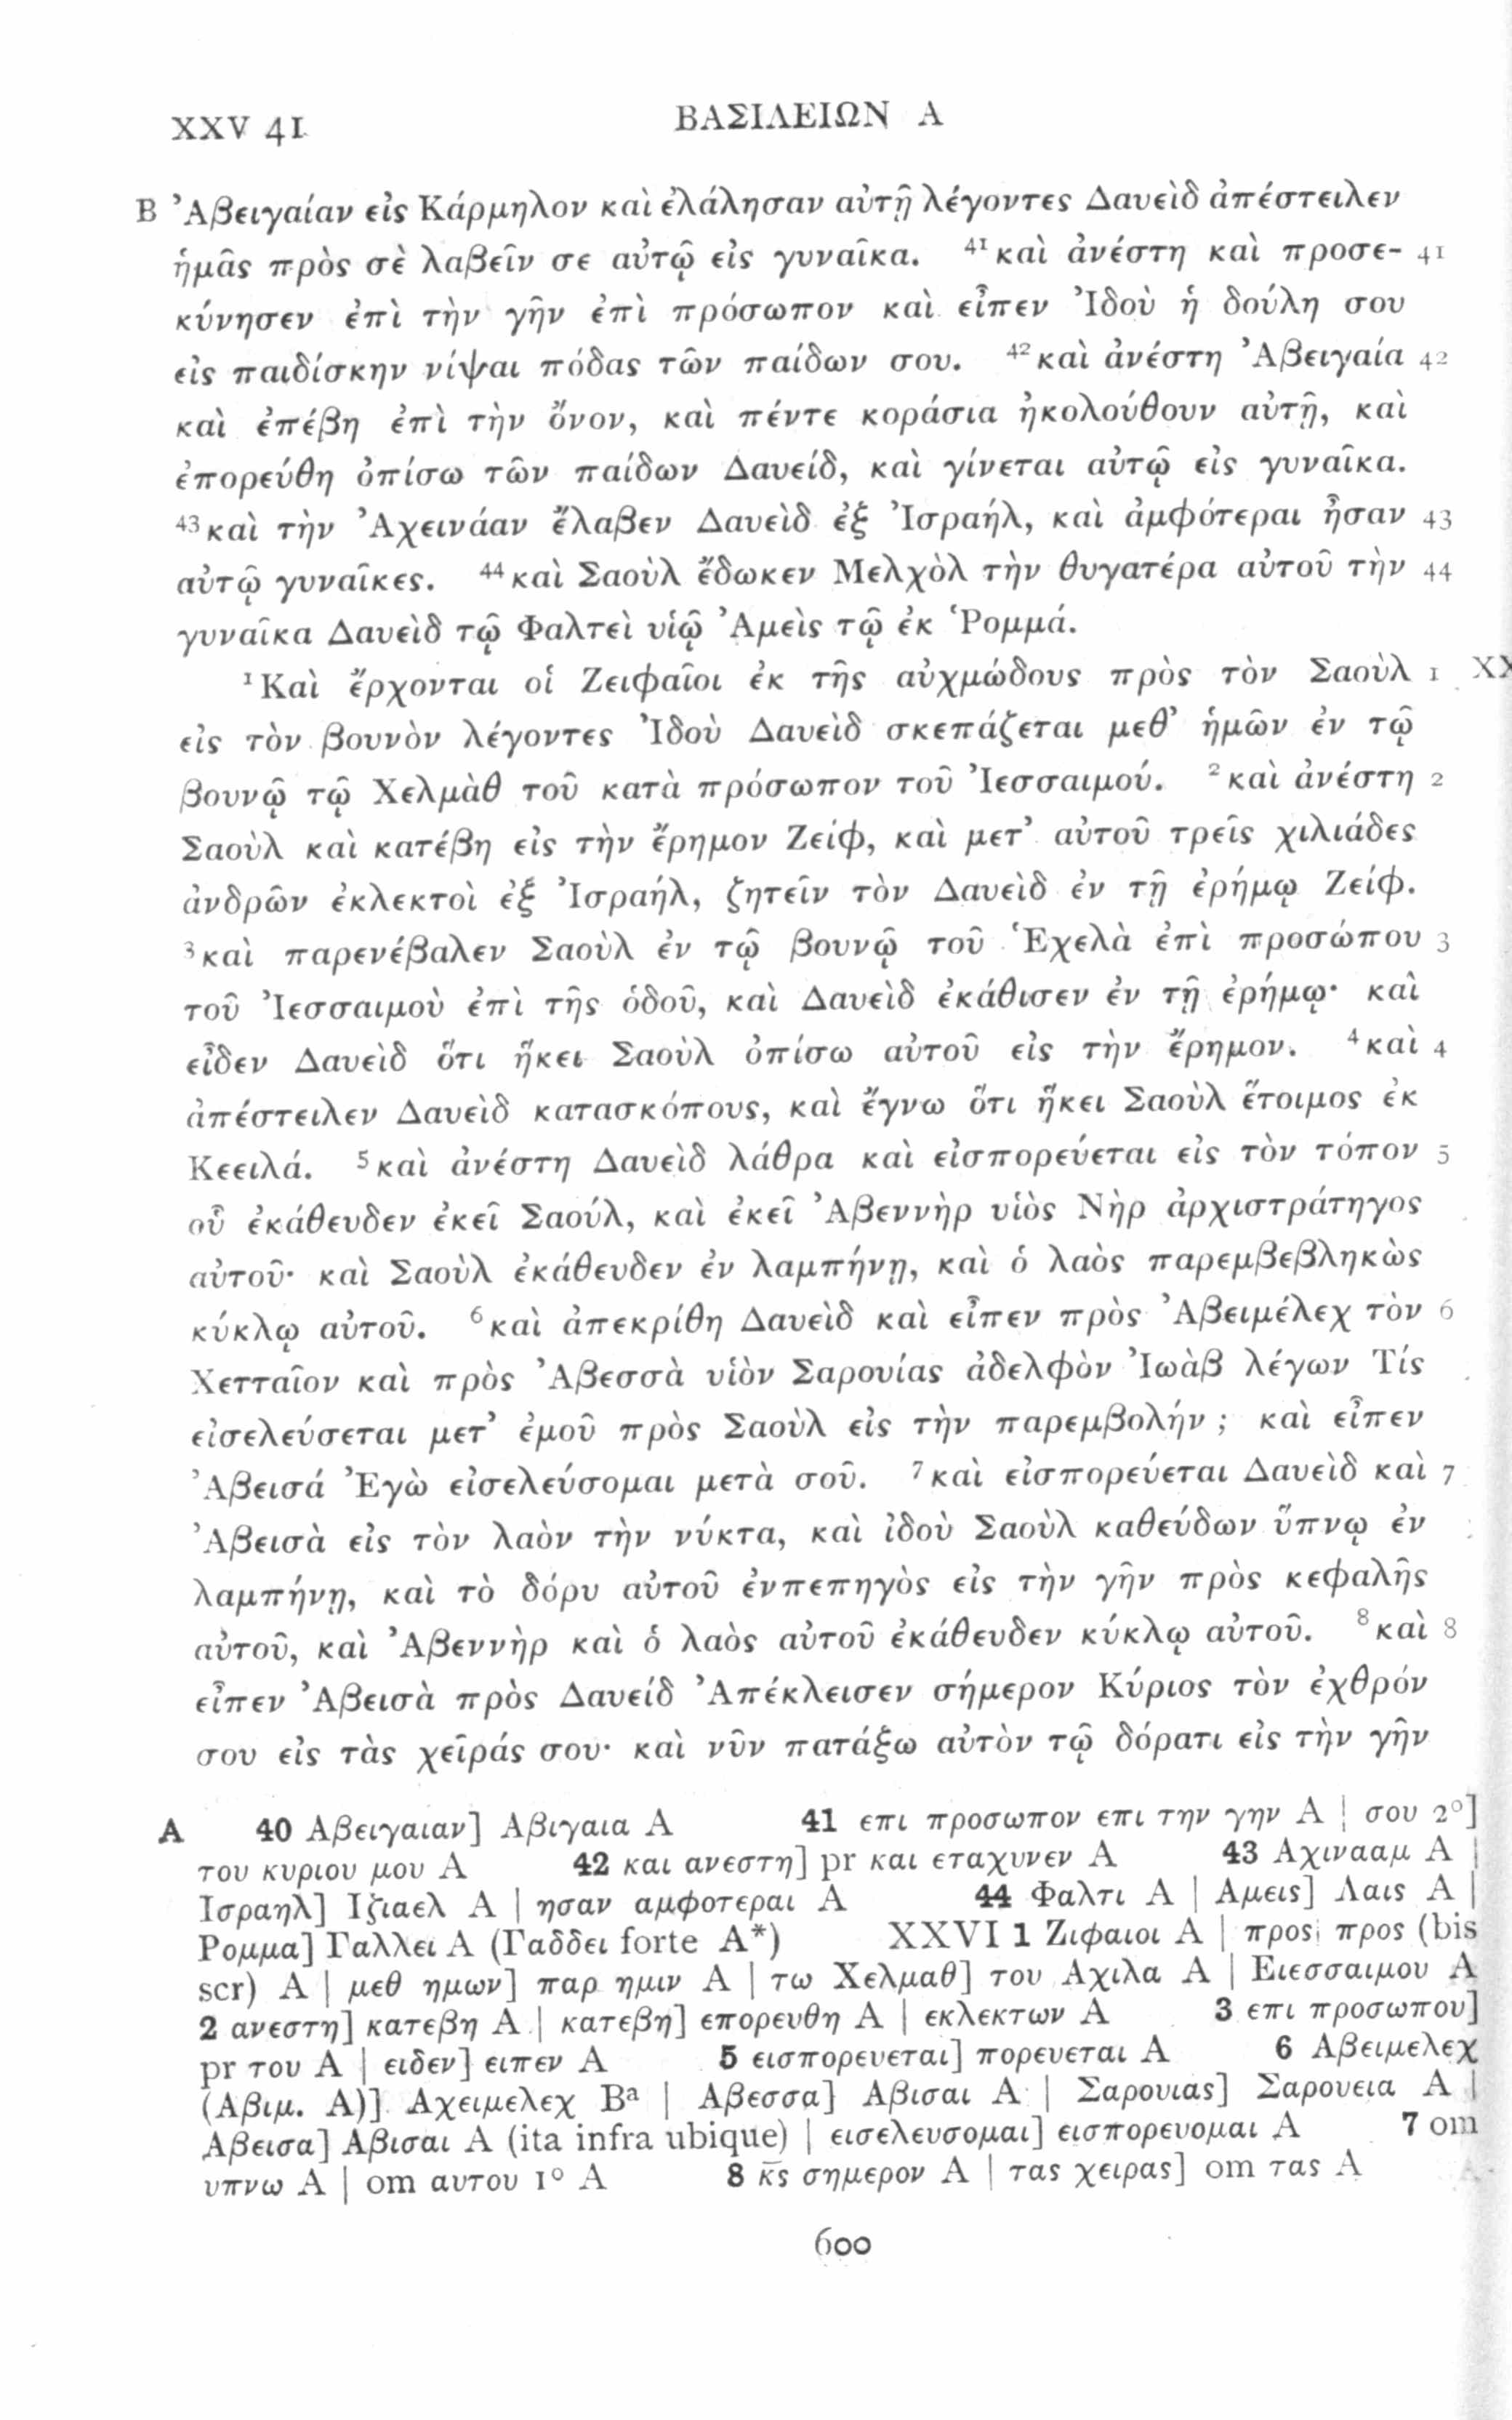 XXV 41 ΒΑΣΙΛΕΙΩΝ Α
B Ἀβειγαίαν εἰς Κάρμηλον καὶ ἐλάλησαν αὐτῇ λέγοντες Δαυεὶδ ἀπέστειλεν
ἡμᾶς πρὸς σὲ λαβεῖν σε αὐτῷ εἰς γυναῖκα. ⁴¹καὶ ἀνέστη καὶ προσε- 41
κύνησεν ἐπὶ τὴν γῆν ἐπὶ πρόσωπον καὶ εἶπεν Ἰδοὺ ἡ δούλη σου
εἰς παιδίσκην νίψαι πόδας τῶν παίδων σου. ⁴²καὶ ἀνέστη Ἀβειγαία 42
καὶ ἐπέβη ἐπὶ τὴν ὄνον, καὶ πέντε κοράσια ἠκολούθουν αὐτῇ, καὶ
ἐπορεύθη ὀπίσω τῶν παίδων Δαυείδ, καὶ γίνεται αὐτῷ εἰς γυναῖκα.
⁴³καὶ τὴν Ἀχεινάαν ἔλαβεν Δαυεὶδ ἐξ Ἰσραήλ, καὶ ἀμφότεραι ἦσαν 43
αὐτῷ γυναῖκες. ⁴⁴καὶ Σαοὺλ ἔδωκεν Μελχὸλ τὴν θυγατέρα αὐτοῦ τὴν 44
γυναῖκα Δαυεὶδ τῷ Φαλτεὶ υἱῷ Ἀμεὶς τῷ ἐκ Ῥομμά.
¹Καὶ ἔρχονται οἱ Ζειφαῖοι ἐκ τῆς αὐχμώδους πρὸς τὸν Σαοὺλ 1
εἰς τὸν βουνὸν λέγοντες Ἰδοὺ Δαυεὶδ σκεπάζεται μεθ’ ἡμῶν ἐν τῷ
βουνῷ τῷ Χελμὰθ τοῦ κατὰ πρόσωπον τοῦ Ἰεσσαιμού. ²καὶ ἀνέστη 2
Σαοὺλ καὶ κατέβη εἰς τὴν ἔρημον Ζείφ, καὶ μετ’ αὐτοῦ τρεῖς χιλιάδες
ἀνδρῶν ἐκλεκτοὶ ἐξ Ἰσραήλ, ζητεῖν τὸν Δαυεὶδ ἐν τῇ ἐρήμῳ Ζείφ.
³καὶ παρενέβαλεν Σαοὺλ ἐν τῷ βουνῷ τοῦ Ἑχελὰ ἐπὶ προσώπου 3
τοῦ Ἰεσσαιμοὺ ἐπὶ τῆς ὁδοῦ, καὶ Δαυεὶδ ἐκάθισεν ἐν τῇ ἐρήμῳ· καὶ
εἶδεν Δαυεὶδ ὅτι ἥκει Σαοὺλ ὀπίσω αὐτοῦ εἰς τὴν ἔρημον. ⁴καὶ 4
ἀπέστειλεν Δαυεὶδ κατασκόπους, καὶ ἔγνω ὅτι ἥκει Σαοὺλ ἕτοιμος ἐκ
Κεειλά. ⁵καὶ ἀνέστη Δαυεὶδ λάθρα καὶ εἰσπορεύεται εἰς τὸν τόπον 5
οὗ ἐκάθευδεν ἐκεῖ Σαούλ, καὶ ἐκεῖ Ἀβεννὴρ υἱὸς Νὴρ ἀρχιστράτηγος
αὐτοῦ· καὶ Σαοὺλ ἐκάθευδεν ἐν λαμπήνῃ, καὶ ὁ λαὸς παρεμβεβληκὼς
κύκλῳ αὐτοῦ. ⁶καὶ ἀπεκρίθη Δαυεὶδ καὶ εἶπεν πρὸς Ἀβειμέλεχ τὸν 6
Χετταῖον καὶ πρὸς Ἀβεσσὰ υἱὸν Σαρουίας ἀδελφὸν Ἰωὰβ λέγων Τίς
εἰσελεύσεται μετ’ ἐμοῦ πρὸς Σαοὺλ εἰς τὴν παρεμβολήν ; καὶ εἶπεν
Ἀβεισά Ἐγὼ εἰσελεύσομαι μετὰ σοῦ. ⁷καὶ εἰσπορεύεται Δαυεὶδ καὶ 7
Ἀβεισὰ εἰς τὸν λαὸν τὴν νύκτα, καὶ ἰδοὺ Σαοὺλ καθεύδων ὕπνῳ ἐν
λαμπήνῃ, καὶ τὸ δόρυ αὐτοῦ ἐνπεπηγὸς εἰς τὴν γῆν πρὸς κεφαλῆς
αὐτοῦ, καὶ Ἀβεννὴρ καὶ ὁ λαὸς αὐτοῦ ἐκάθευδεν κύκλῳ αὐτοῦ. ⁸καὶ 8
εἶπεν Ἀβεισὰ πρὸς Δαυείδ Ἀπέκλεισεν σήμερον Κύριος τὸν ἐχθρόν
σου εἰς τὰς χεῖράς σου· καὶ νῦν πατάξω αὐτὸν τῷ δόρατι εἰς τὴν γῆν
A 40 Αβειγαιαν] Αβιγαια A 41 επι προσωπον επι την γην A | σου 2°]
του κυριου μου A 42 και ανεστη] pr και εταχυνεν A 43 Αχινααμ A |
Ισραηλ] Ιζιαελ A | ησαν αμφοτεραι A 44 Φαλτι A | Αμεις] Λαις A |
Ρομμα] Γαλλει A (Γαδδει forte A*) XXVI 1 Ζιφαιοι A | προς] προς (bis
scr) A | μεθ ημων] παρ ημιν A | τω Χελμαθ] του Αχιλα A | Ειεσσαιμου A
2 ανεστη] κατεβη A | κατεβη] επορευθη A | εκλεκτων A 3 επι προσωπου]
pr του A | ειδεν] ειπεν A 5 εισπορευεται] πορευεται A 6 Αβειμελεχ
(Αβιμ. A)] Αχειμελεχ Bᵃ | Αβεσσα] Αβισαι A | Σαρουιας] Σαρουεια A |
Αβεισα] Αβισαι A (ita infra ubique) | εισελευσομαι] εισπορευομαι A 7 om
υπνω A | om αυτου 1° A 8 κ̅ς̅ σημερον A | τας χειρας] om τας A
600